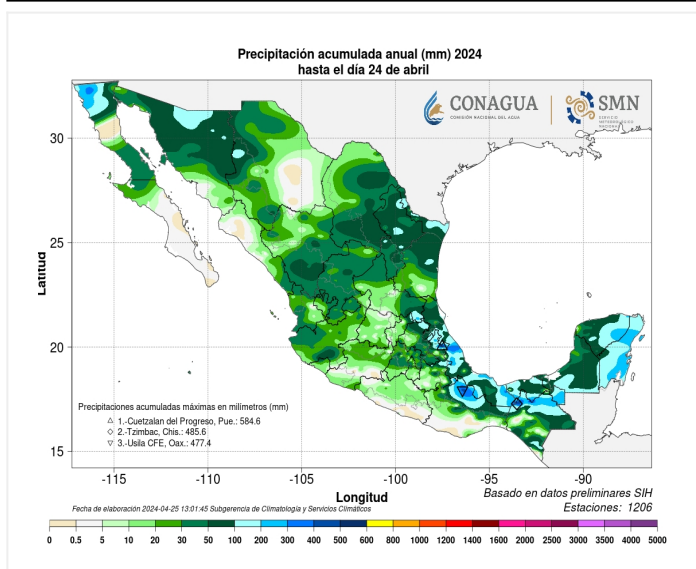 Precipitación acumulada anual (mm) 2024
hasta el día 24 de abril
CONAGUA
COMISIÓN NACIONAL DEL AGUA
SMN
SERVICIO
METEOROLÓGICO
NACIONAL
30
25
20
15
Latitud
Precipitaciones acumuladas máximas en milímetros (mm)
1.-Cuetzalan del Progreso, Pue.: 584.6
2.-Tzimbac, Chis.: 485.6
3.-Usila CFE, Oax.: 477.4
-115 -110 -105 -100 -95 -90
Longitud
Basado en datos preliminares SIH
Estaciones: 1206
Fecha de elaboración 2024-04-25 13:01:45 Subgerencia de Climatología y Servicios Climáticos
0 0.5 5 10 20 30 50 100 200 300 400 500 600 800 1000 1200 1400 1600 2000 2500 3000 3500 4000 5000